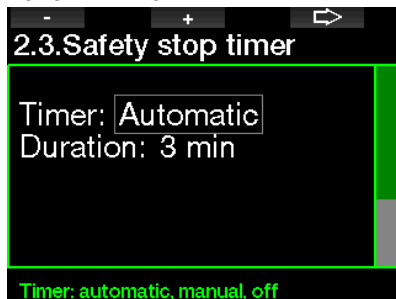 - +
2.3.Safety stop timer
Timer: Automatic
Duration: 3 min
Timer: automatic, manual, off